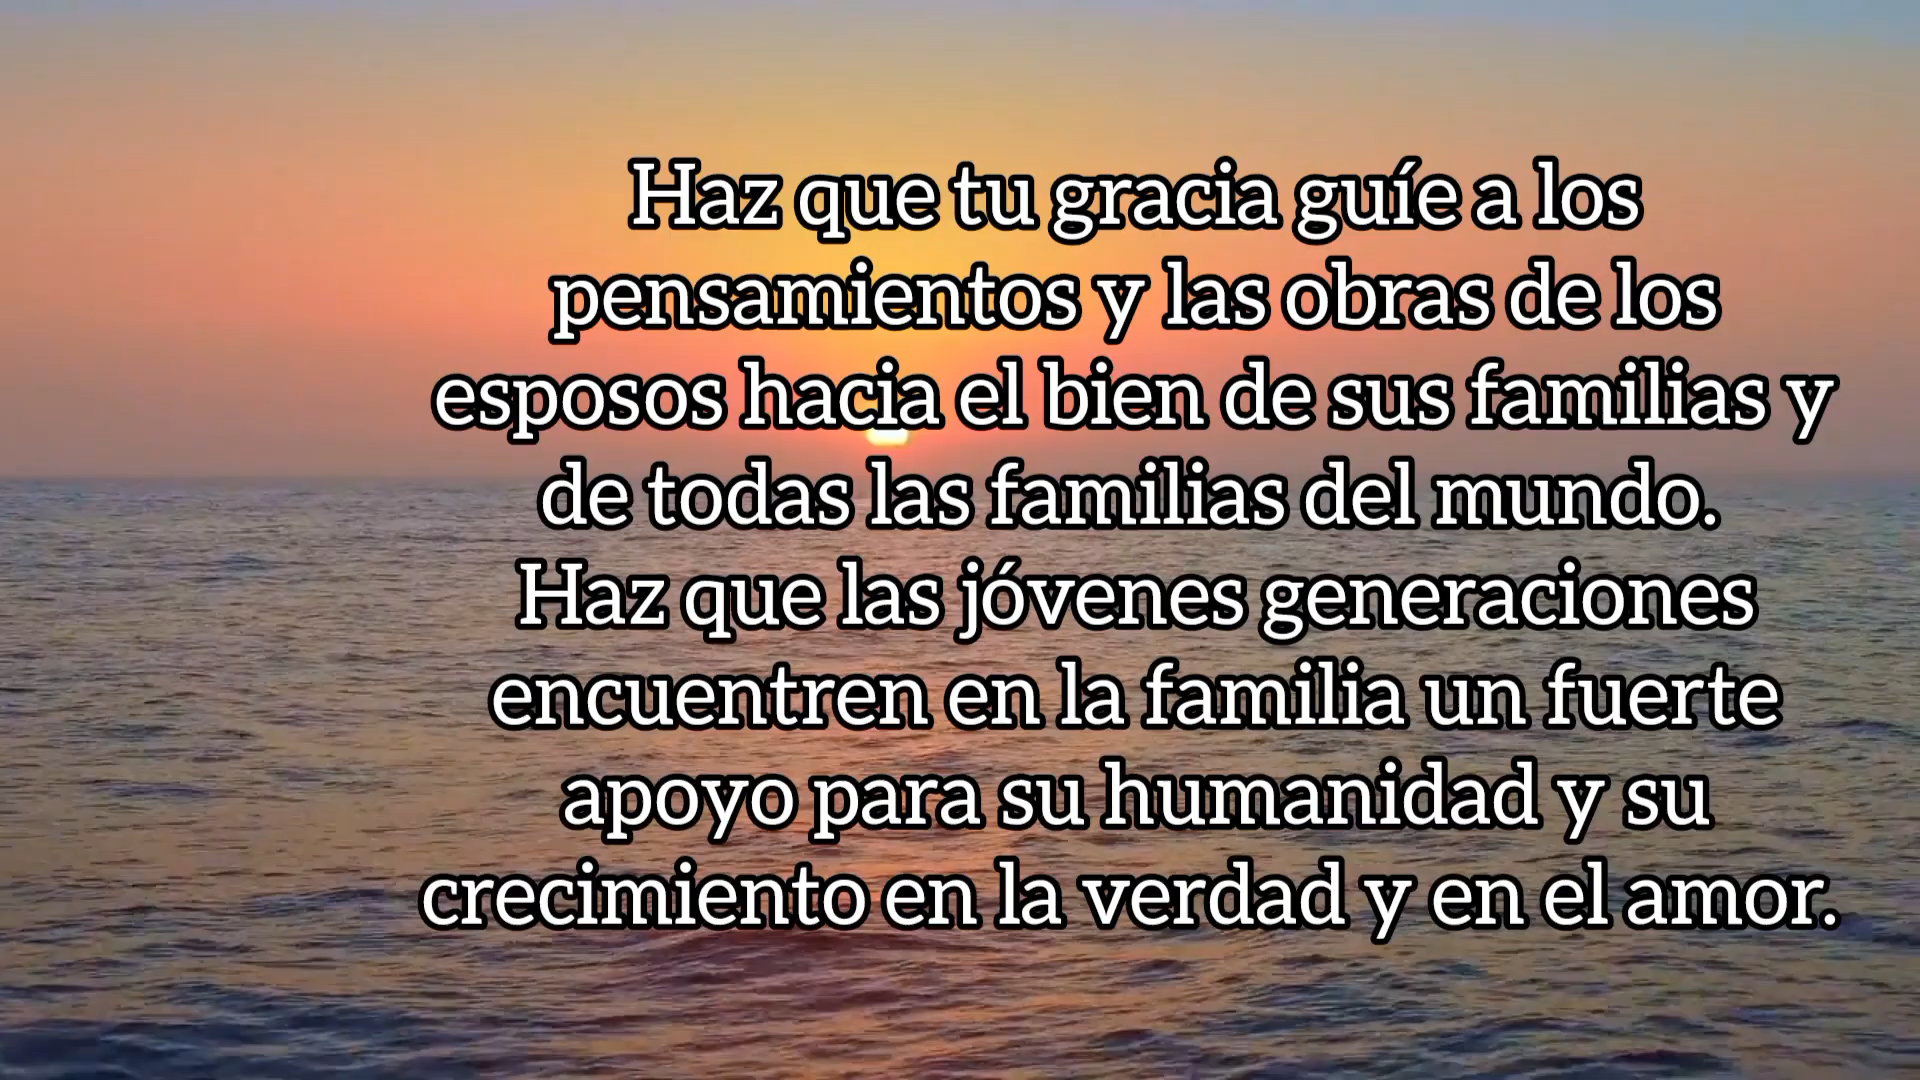 Haz que tu gracia guíe a los
pensamientos y las obras de los
esposos hacia el bien de sus familias y
de todas las familias del mundo.
Haz que las jóvenes generaciones
encuentren en la familia un fuerte
apoyo para su humanidad y su
crecimiento en la verdad y en el amor.